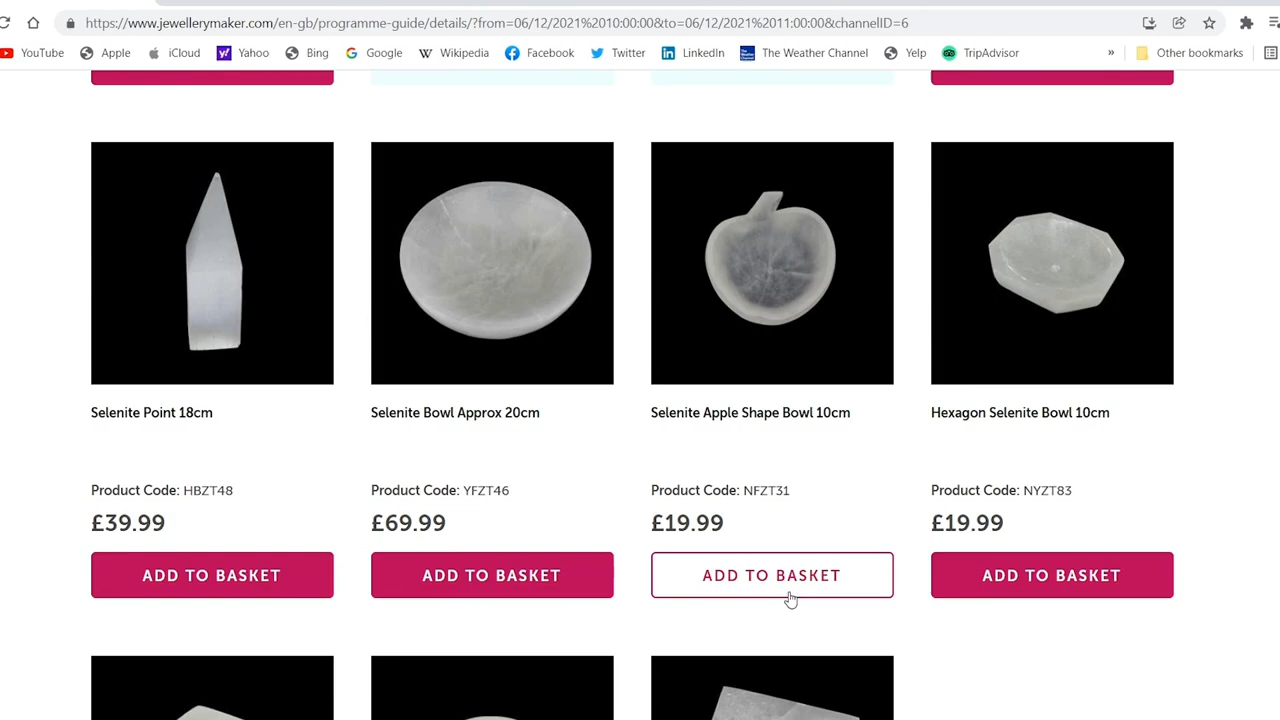 https://www.jewellerymaker.com/en-gb/programme-guide/details/?from=06/12/2021%2010:00:00&to=06/12/2021%2011:00:00&channelID=6
YouTube Apple iCloud Yahoo Bing Google Wikipedia Facebook Twitter LinkedIn The Weather Channel Yelp TripAdvisor » Other bookmarks
Selenite Point 18cm
Selenite Bowl Approx 20cm
Selenite Apple Shape Bowl 10cm
Hexagon Selenite Bowl 10cm
Product Code: HBZT48
Product Code: YFZT46
Product Code: NFZT31
Product Code: NYZT83
£39.99
£69.99
£19.99
£19.99
ADD TO BASKET
ADD TO BASKET
ADD TO BASKET
ADD TO BASKET